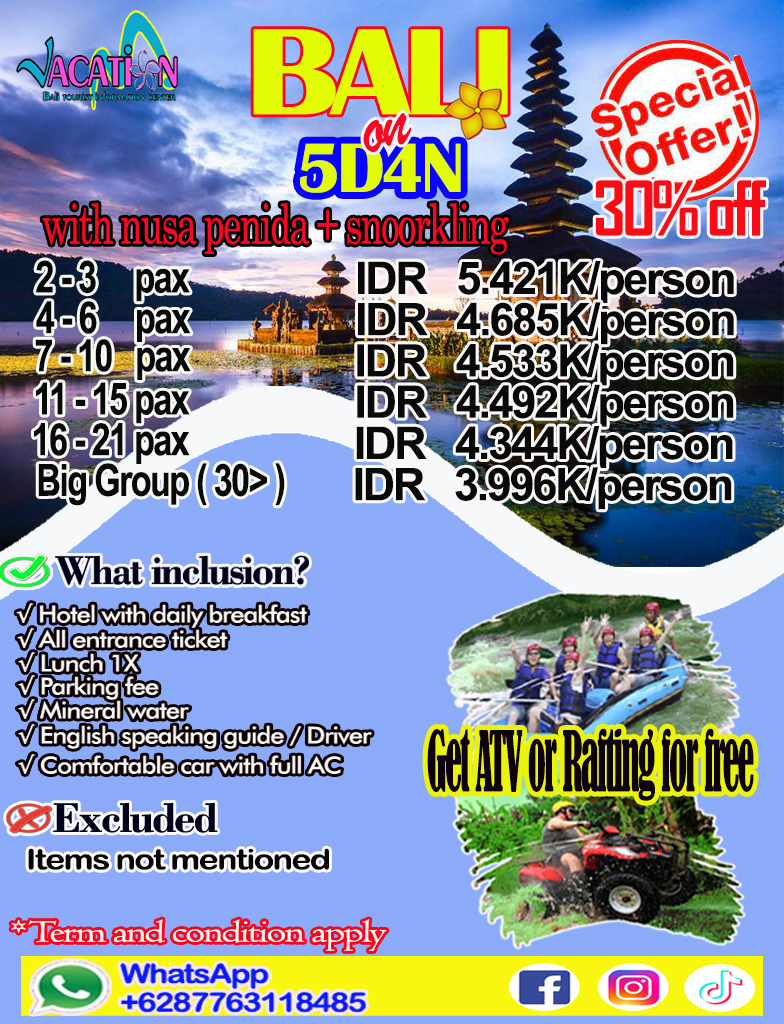 VACATION
BALI TOURIST INFORMATION CENTER
BALI
on
5D4N
Special
Offer!
30% off
with nusa penida + snoorkling
2 - 3 pax IDR 5.421K/person
4 - 6 pax IDR 4.685K/person
7 - 10 pax IDR 4.533K/person
11 - 15 pax IDR 4.492K/person
16 - 21 pax IDR 4.344K/person
Big Group ( 30> ) IDR 3.996K/person
What inclusion?
√ Hotel with daily breakfast
√ All entrance ticket
√ Lunch 1X
√ Parking fee
√ Mineral water
√ English speaking guide / Driver
√ Comfortable car with full AC
Get ATV or Rafting for free
Excluded
Items not mentioned
*Term and condition apply
WhatsApp
+6287763118485